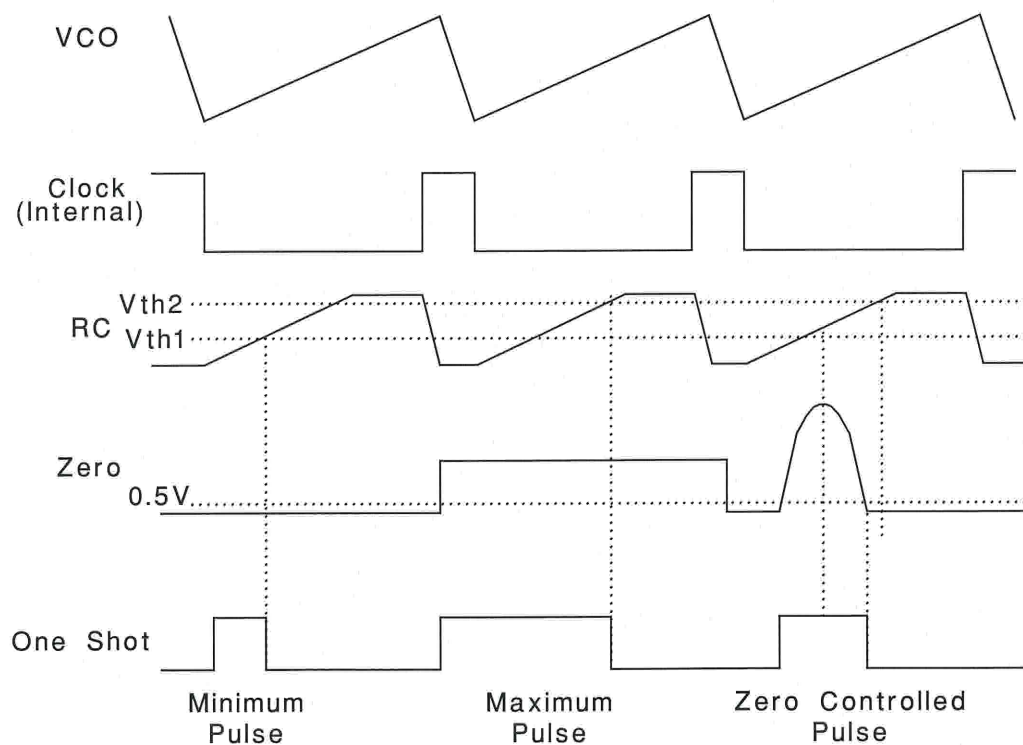 VCO
Clock
(Internal)
Vth2
RC
Vth1
Zero
0.5V
One Shot
Minimum
Pulse
Maximum
Pulse
Zero Controlled
Pulse